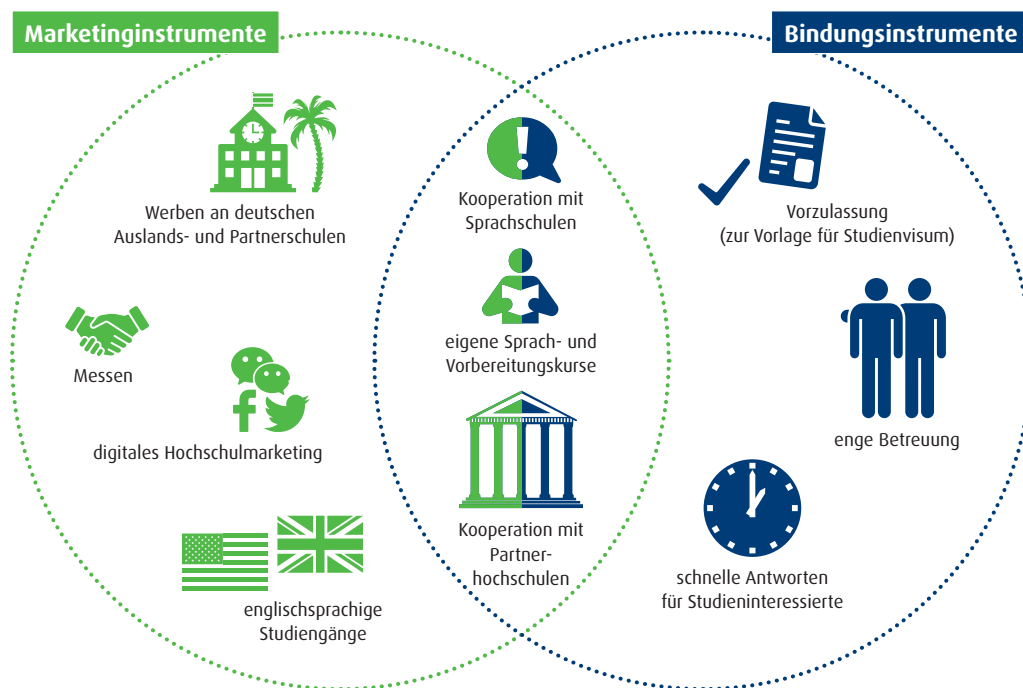 Marketinginstrumente
Bindungsinstrumente
Werben an deutschen
Auslands- und Partnerschulen
Messen
digitales Hochschulmarketing
englischsprachige
Studiengänge
Kooperation mit
Sprachschulen
eigene Sprach- und
Vorbereitungskurse
Kooperation mit
Partner-
hochschulen
Vorzulassung
(zur Vorlage für Studienvisum)
enge Betreuung
schnelle Antworten
für Studieninteressierte